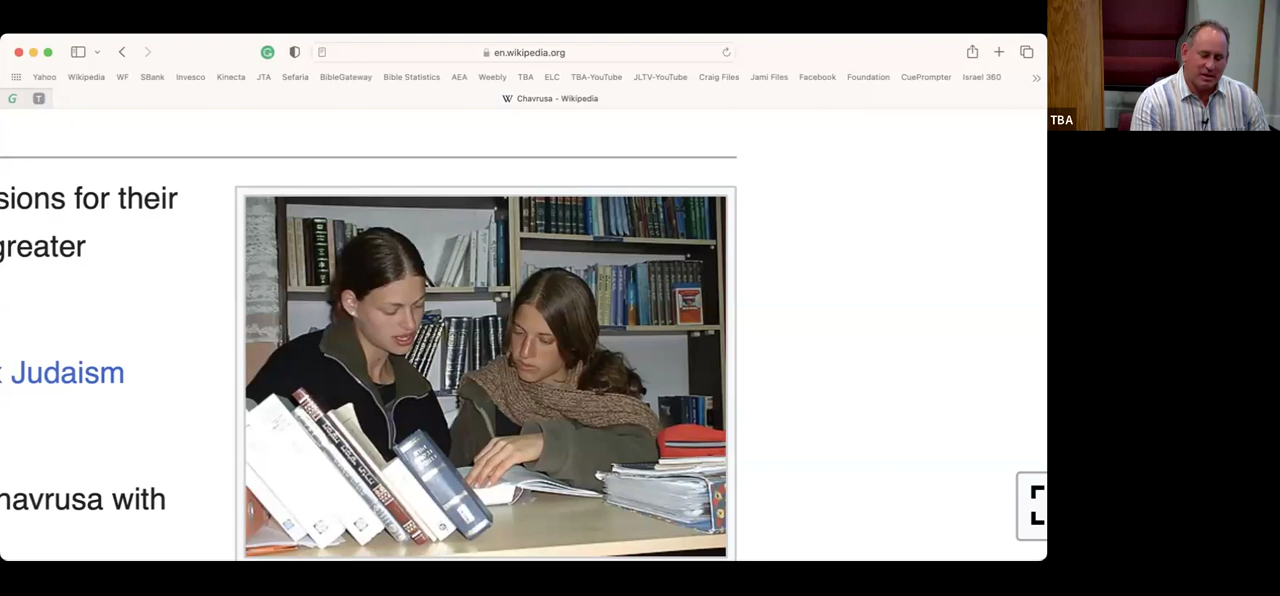 en.wikipedia.org
Yahoo Wikipedia WF SBank Invesco Kinecta JTA Sefaria BibleGateway Bible Statistics AEA Weebly TBA ELC TBA-YouTube JLTV-YouTube Craig Files Jami Files Facebook Foundation CuePrompter Israel 360
G T W Chavrusa – Wikipedia
TBA
sions for their
greater
x Judaism
havrusa with